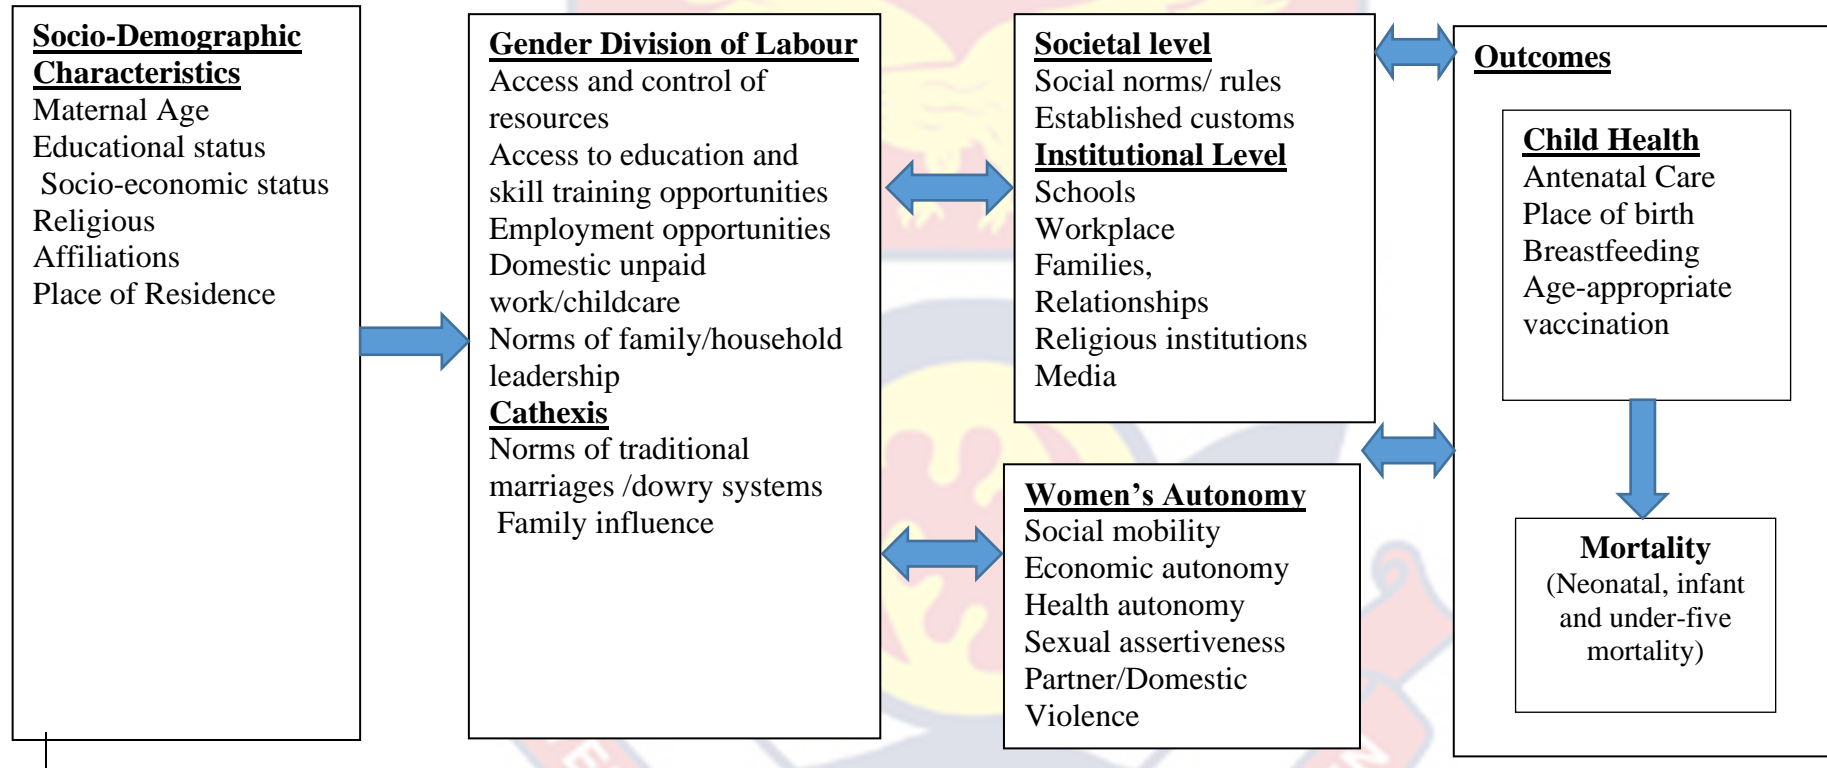 Socio-Demographic
Characteristics
Maternal Age
Educational status
Socio-economic status
Religious
Affiliations
Place of Residence
Gender Division of Labour
Access and control of
resources
Access to education and
skill training opportunities
Employment opportunities
Domestic unpaid
work/childcare
Norms of family/household
leadership
Cathexis
Norms of traditional
marriages /dowry systems
Family influence
Societal level
Social norms/ rules
Established customs
Institutional Level
Schools
Workplace
Families,
Relationships
Religious institutions
Media
Women’s Autonomy
Social mobility
Economic autonomy
Health autonomy
Sexual assertiveness
Partner/Domestic
Violence
Outcomes
Child Health
Antenatal Care
Place of birth
Breastfeeding
Age-appropriate
vaccination
Mortality
(Neonatal, infant
and under-five
mortality)